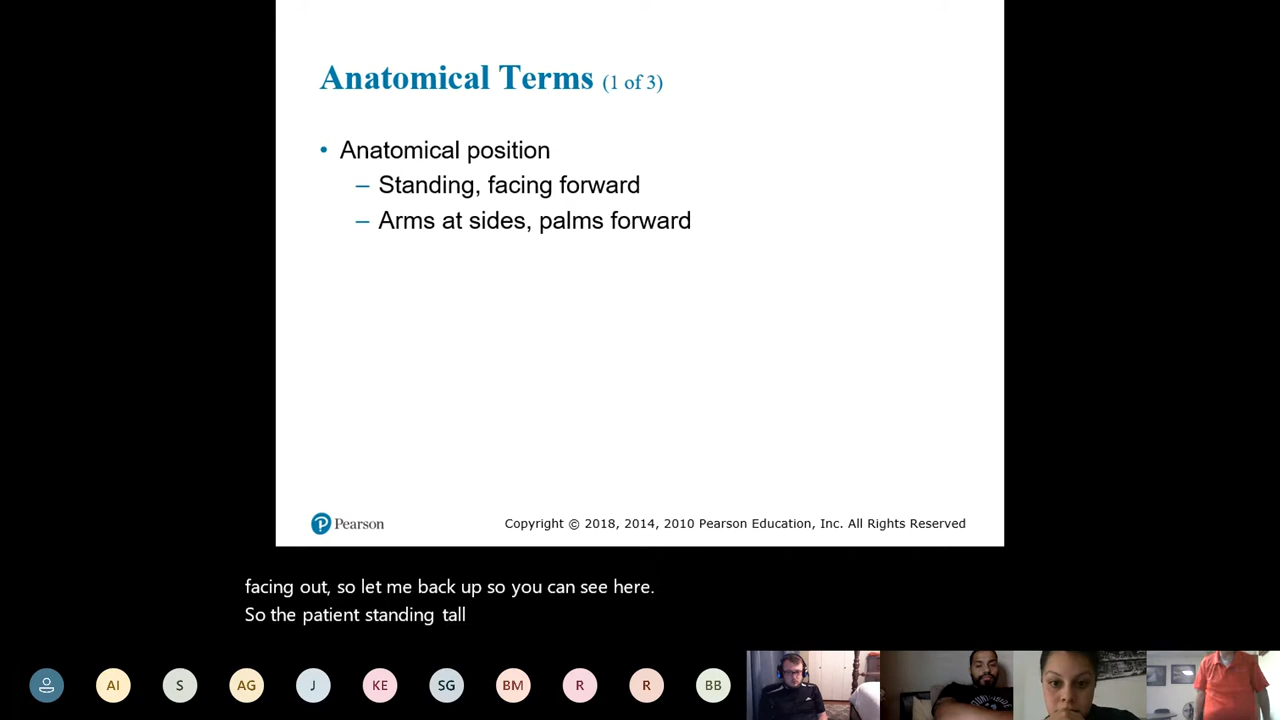 Anatomical Terms (1 of 3)
• Anatomical position
– Standing, facing forward
– Arms at sides, palms forward
Pearson
Copyright © 2018, 2014, 2010 Pearson Education, Inc. All Rights Reserved
facing out, so let me back up so you can see here.
So the patient standing tall
AI S AG J KE SG BM R R BB